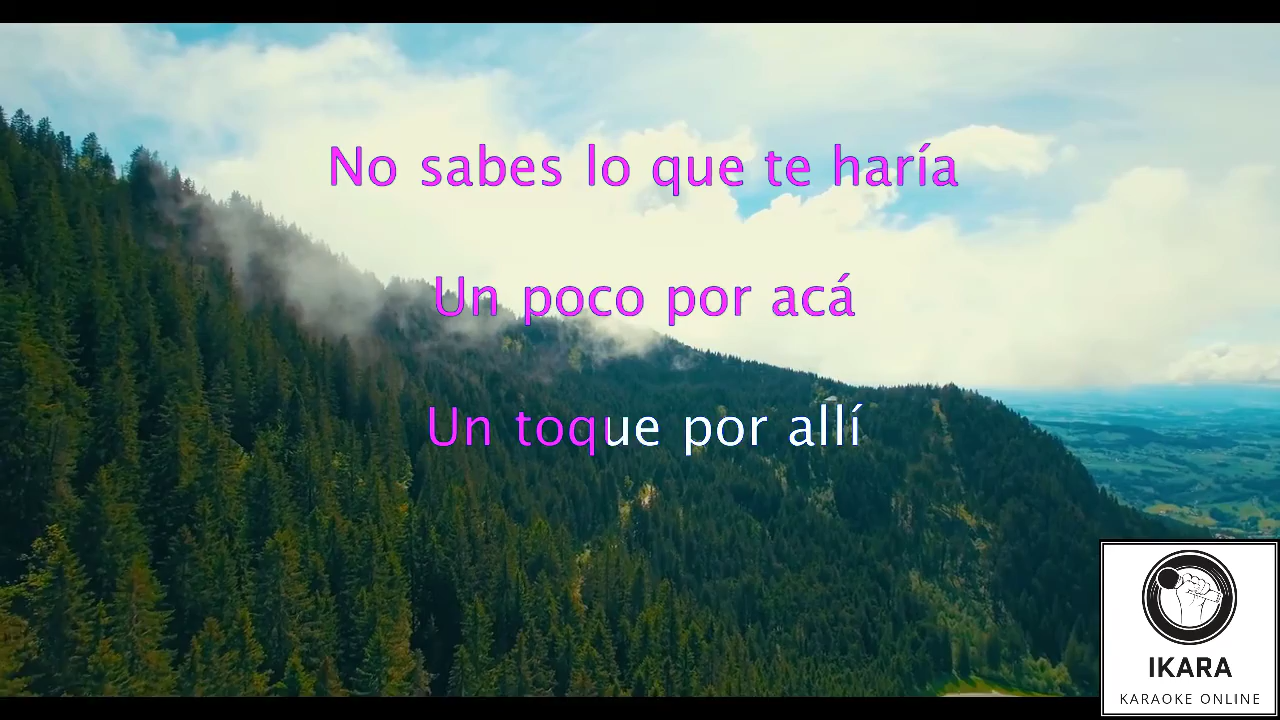 No sabes lo que te haría
Un poco por acá
Un toque por allí
IKARA
KARAOKE ONLINE